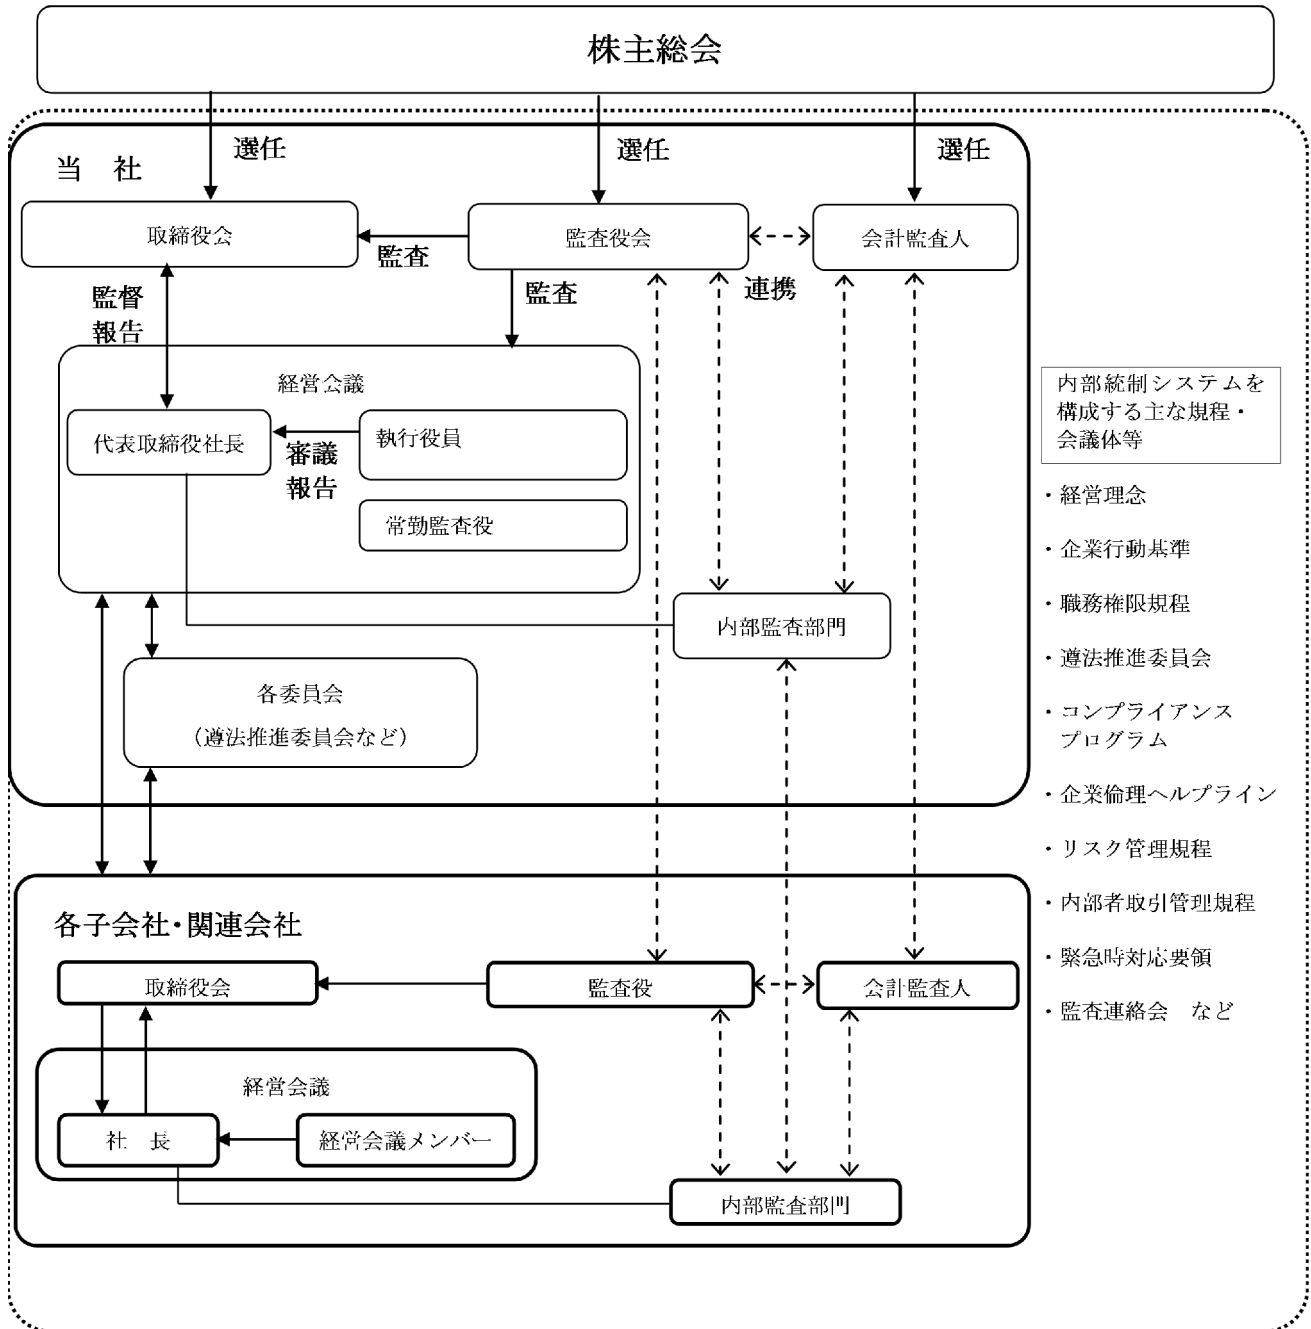 株主総会
選任
選任
選任
当　社
取締役会
監査役会
会計監査人
監査
監督
報告
監査
連携
経営会議
代表取締役社長
執行役員
審議
報告
常勤監査役
内部監査部門
各委員会
（遵法推進委員会など）
各子会社・関連会社
取締役会
監査役
会計監査人
経営会議
社　長
経営会議メンバー
内部監査部門
内部統制システムを
構成する主な規程・
会議体等
・経営理念
・企業行動基準
・職務権限規程
・遵法推進委員会
・コンプライアンス
プログラム
・企業倫理ヘルプライン
・リスク管理規程
・内部者取引管理規程
・緊急時対応要領
・監査連絡会　など